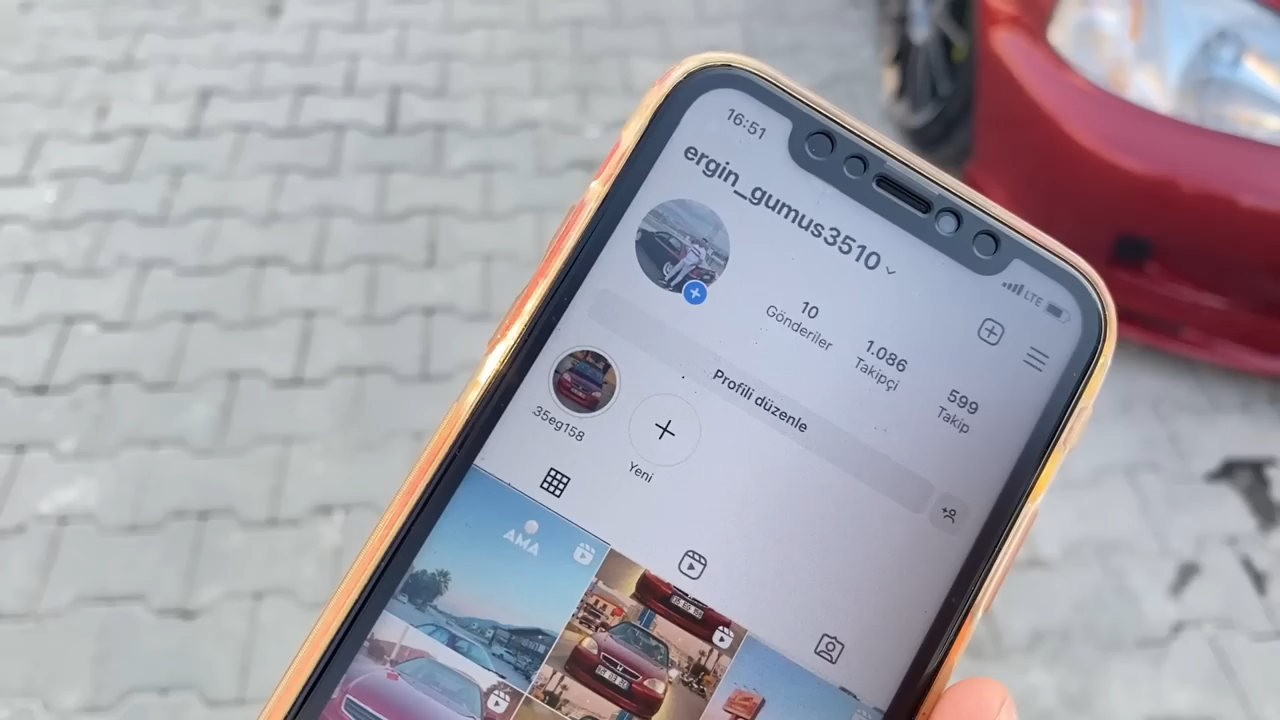 16:51
LTE
ergin_gumus3510
10
Gönderiler
1.086
Takipçi
599
Takip
Profili düzenle
35eg158
Yeni
AMA